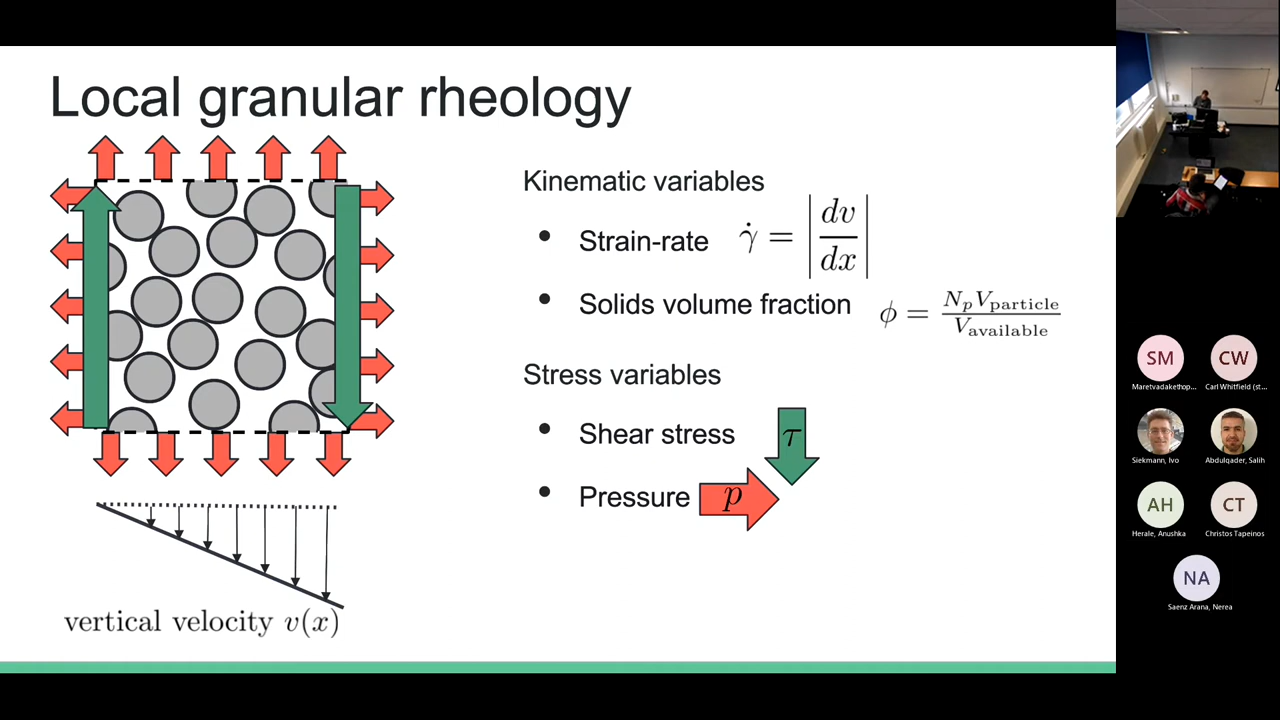 Local granular rheology
Kinematic variables
• Strain-rate γ̇ = |dv/dx|
• Solids volume fraction ϕ = N_p V_particle / V_available
Stress variables
• Shear stress τ
• Pressure p
vertical velocity v(x)
SM
Maretvadakethop...
CW
Carl Whitfield (st...
Siekmann, Ivo
Abdulqader, Salih
AH
Herale, Anushka
CT
Christos Tapeinos
NA
Saenz Arana, Nerea